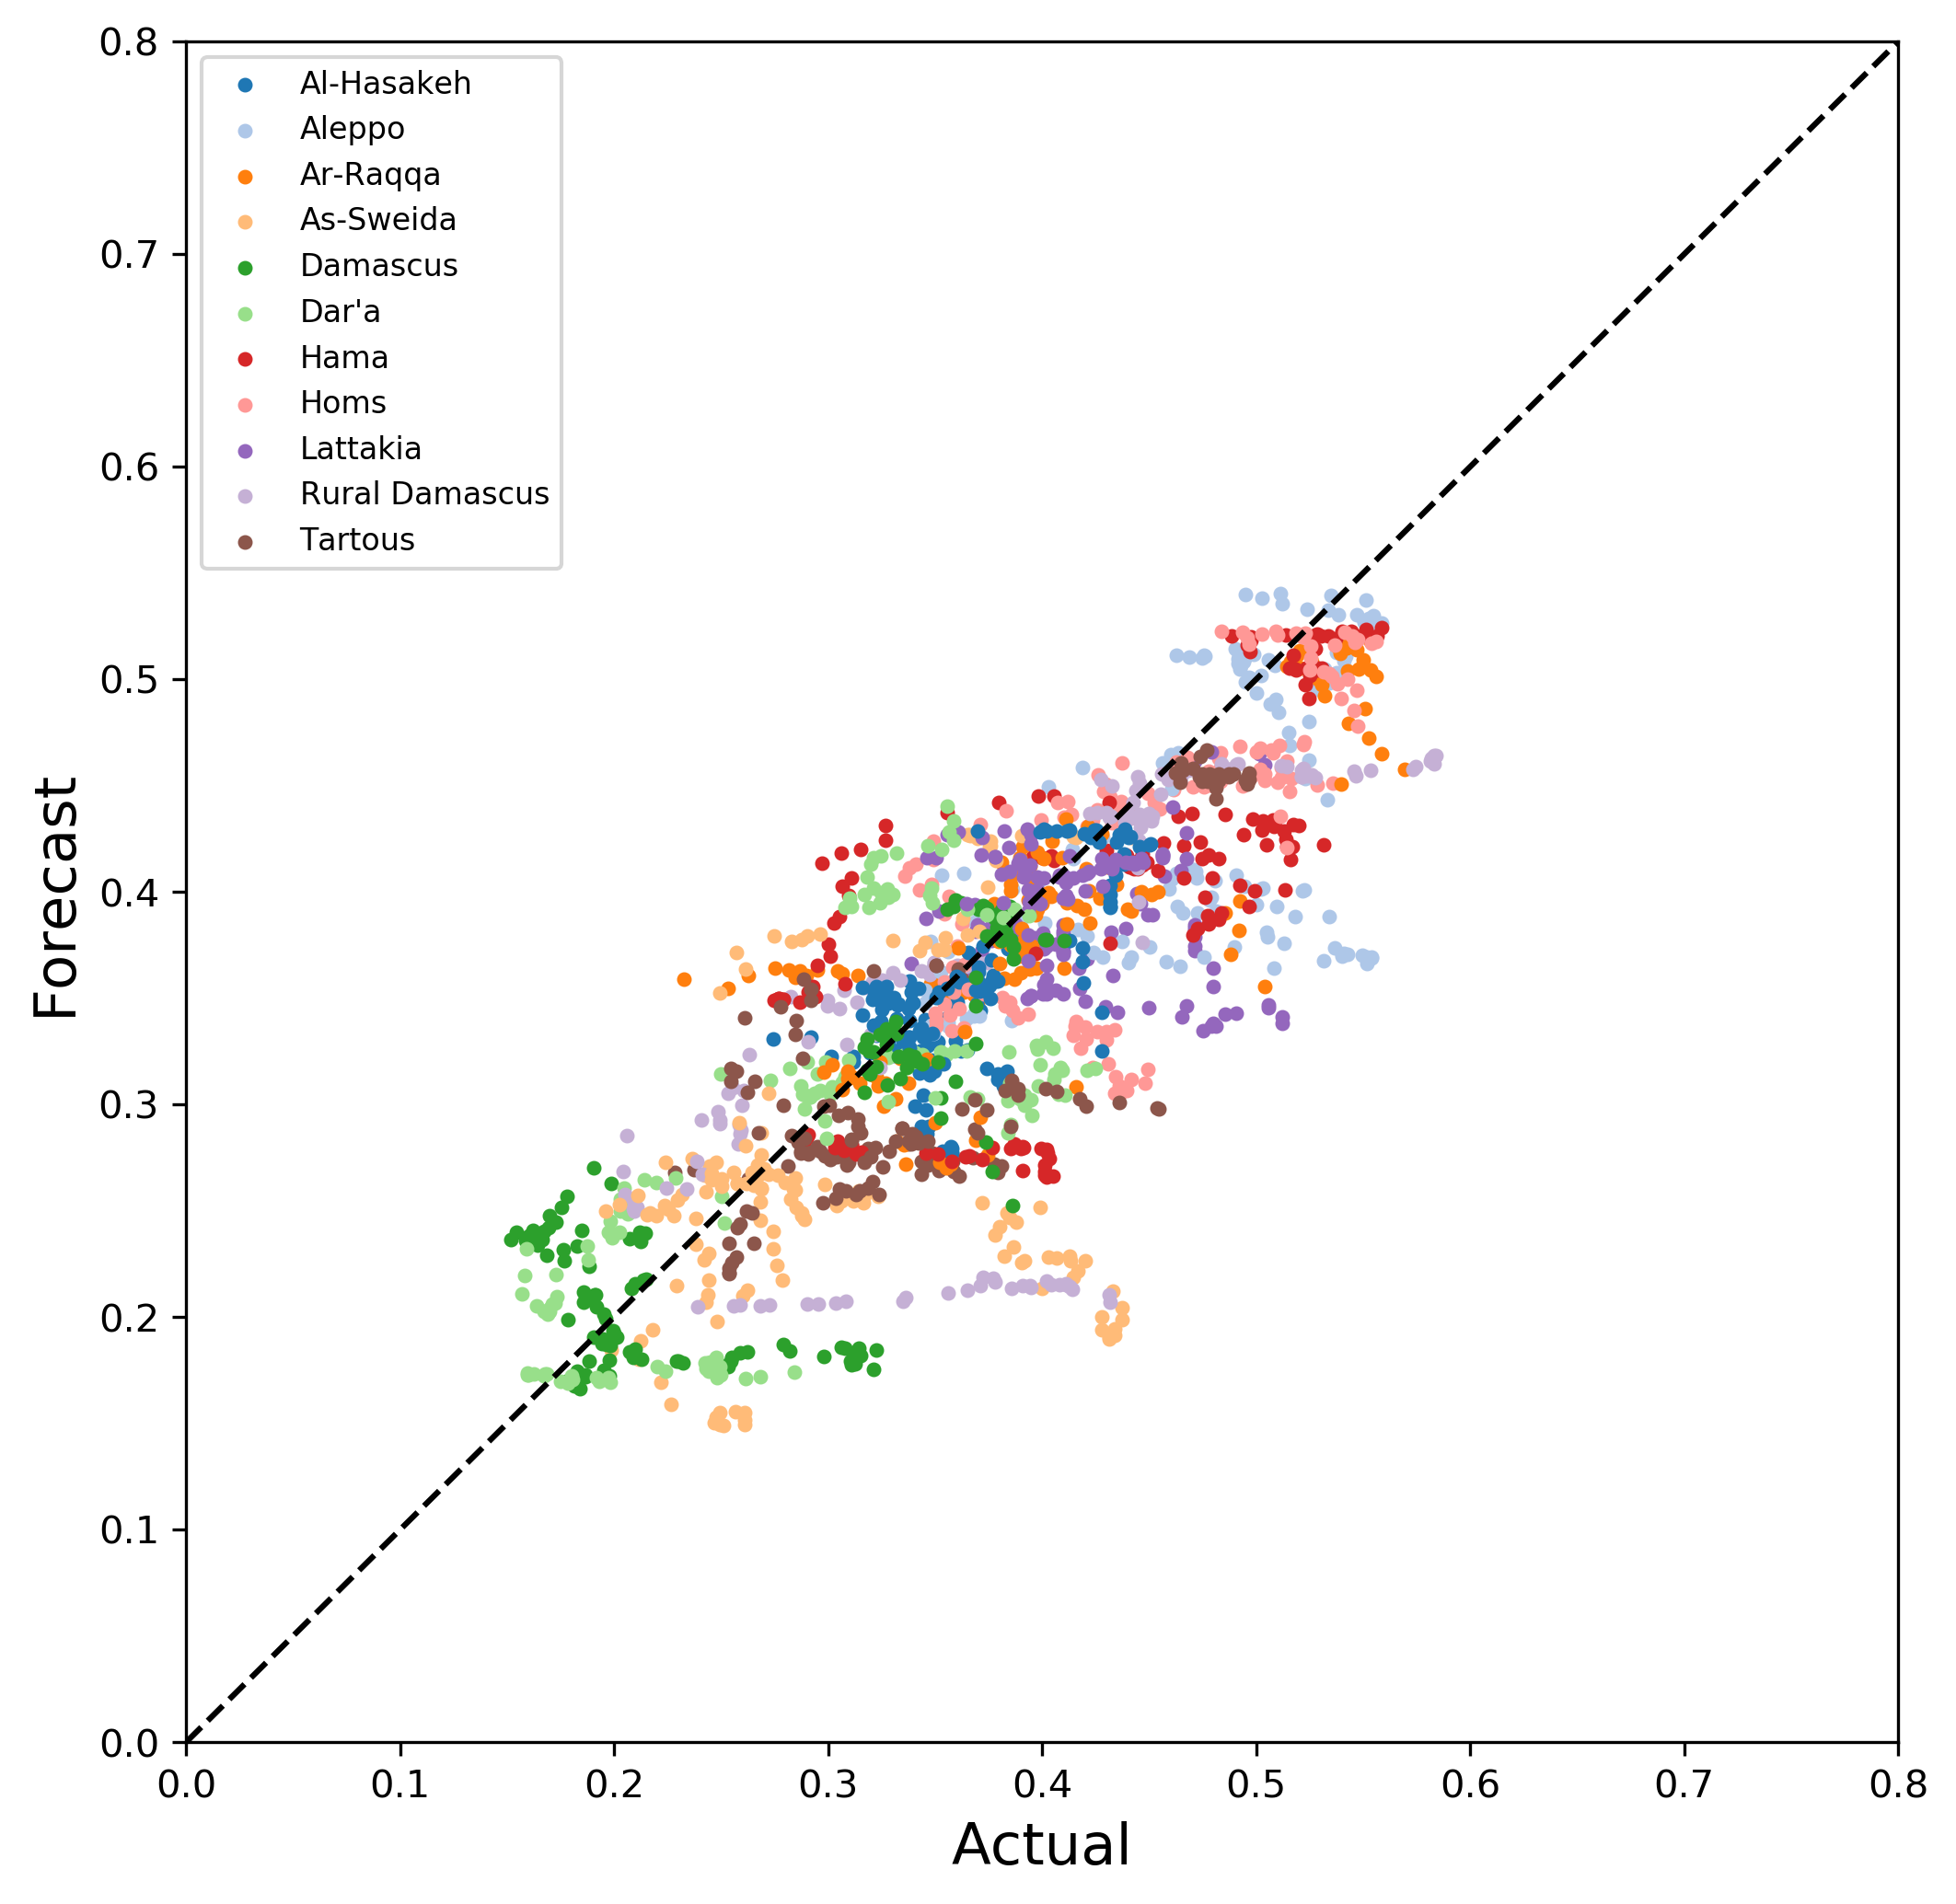 0.8
0.7
0.6
0.5
0.4
0.3
0.2
0.1
0.0
Forecast
Al-Hasakeh
Aleppo
Ar-Raqqa
As-Sweida
Damascus
Dar'a
Hama
Homs
Lattakia
Rural Damascus
Tartous
0.0 0.1 0.2 0.3 0.4 0.5 0.6 0.7 0.8
Actual